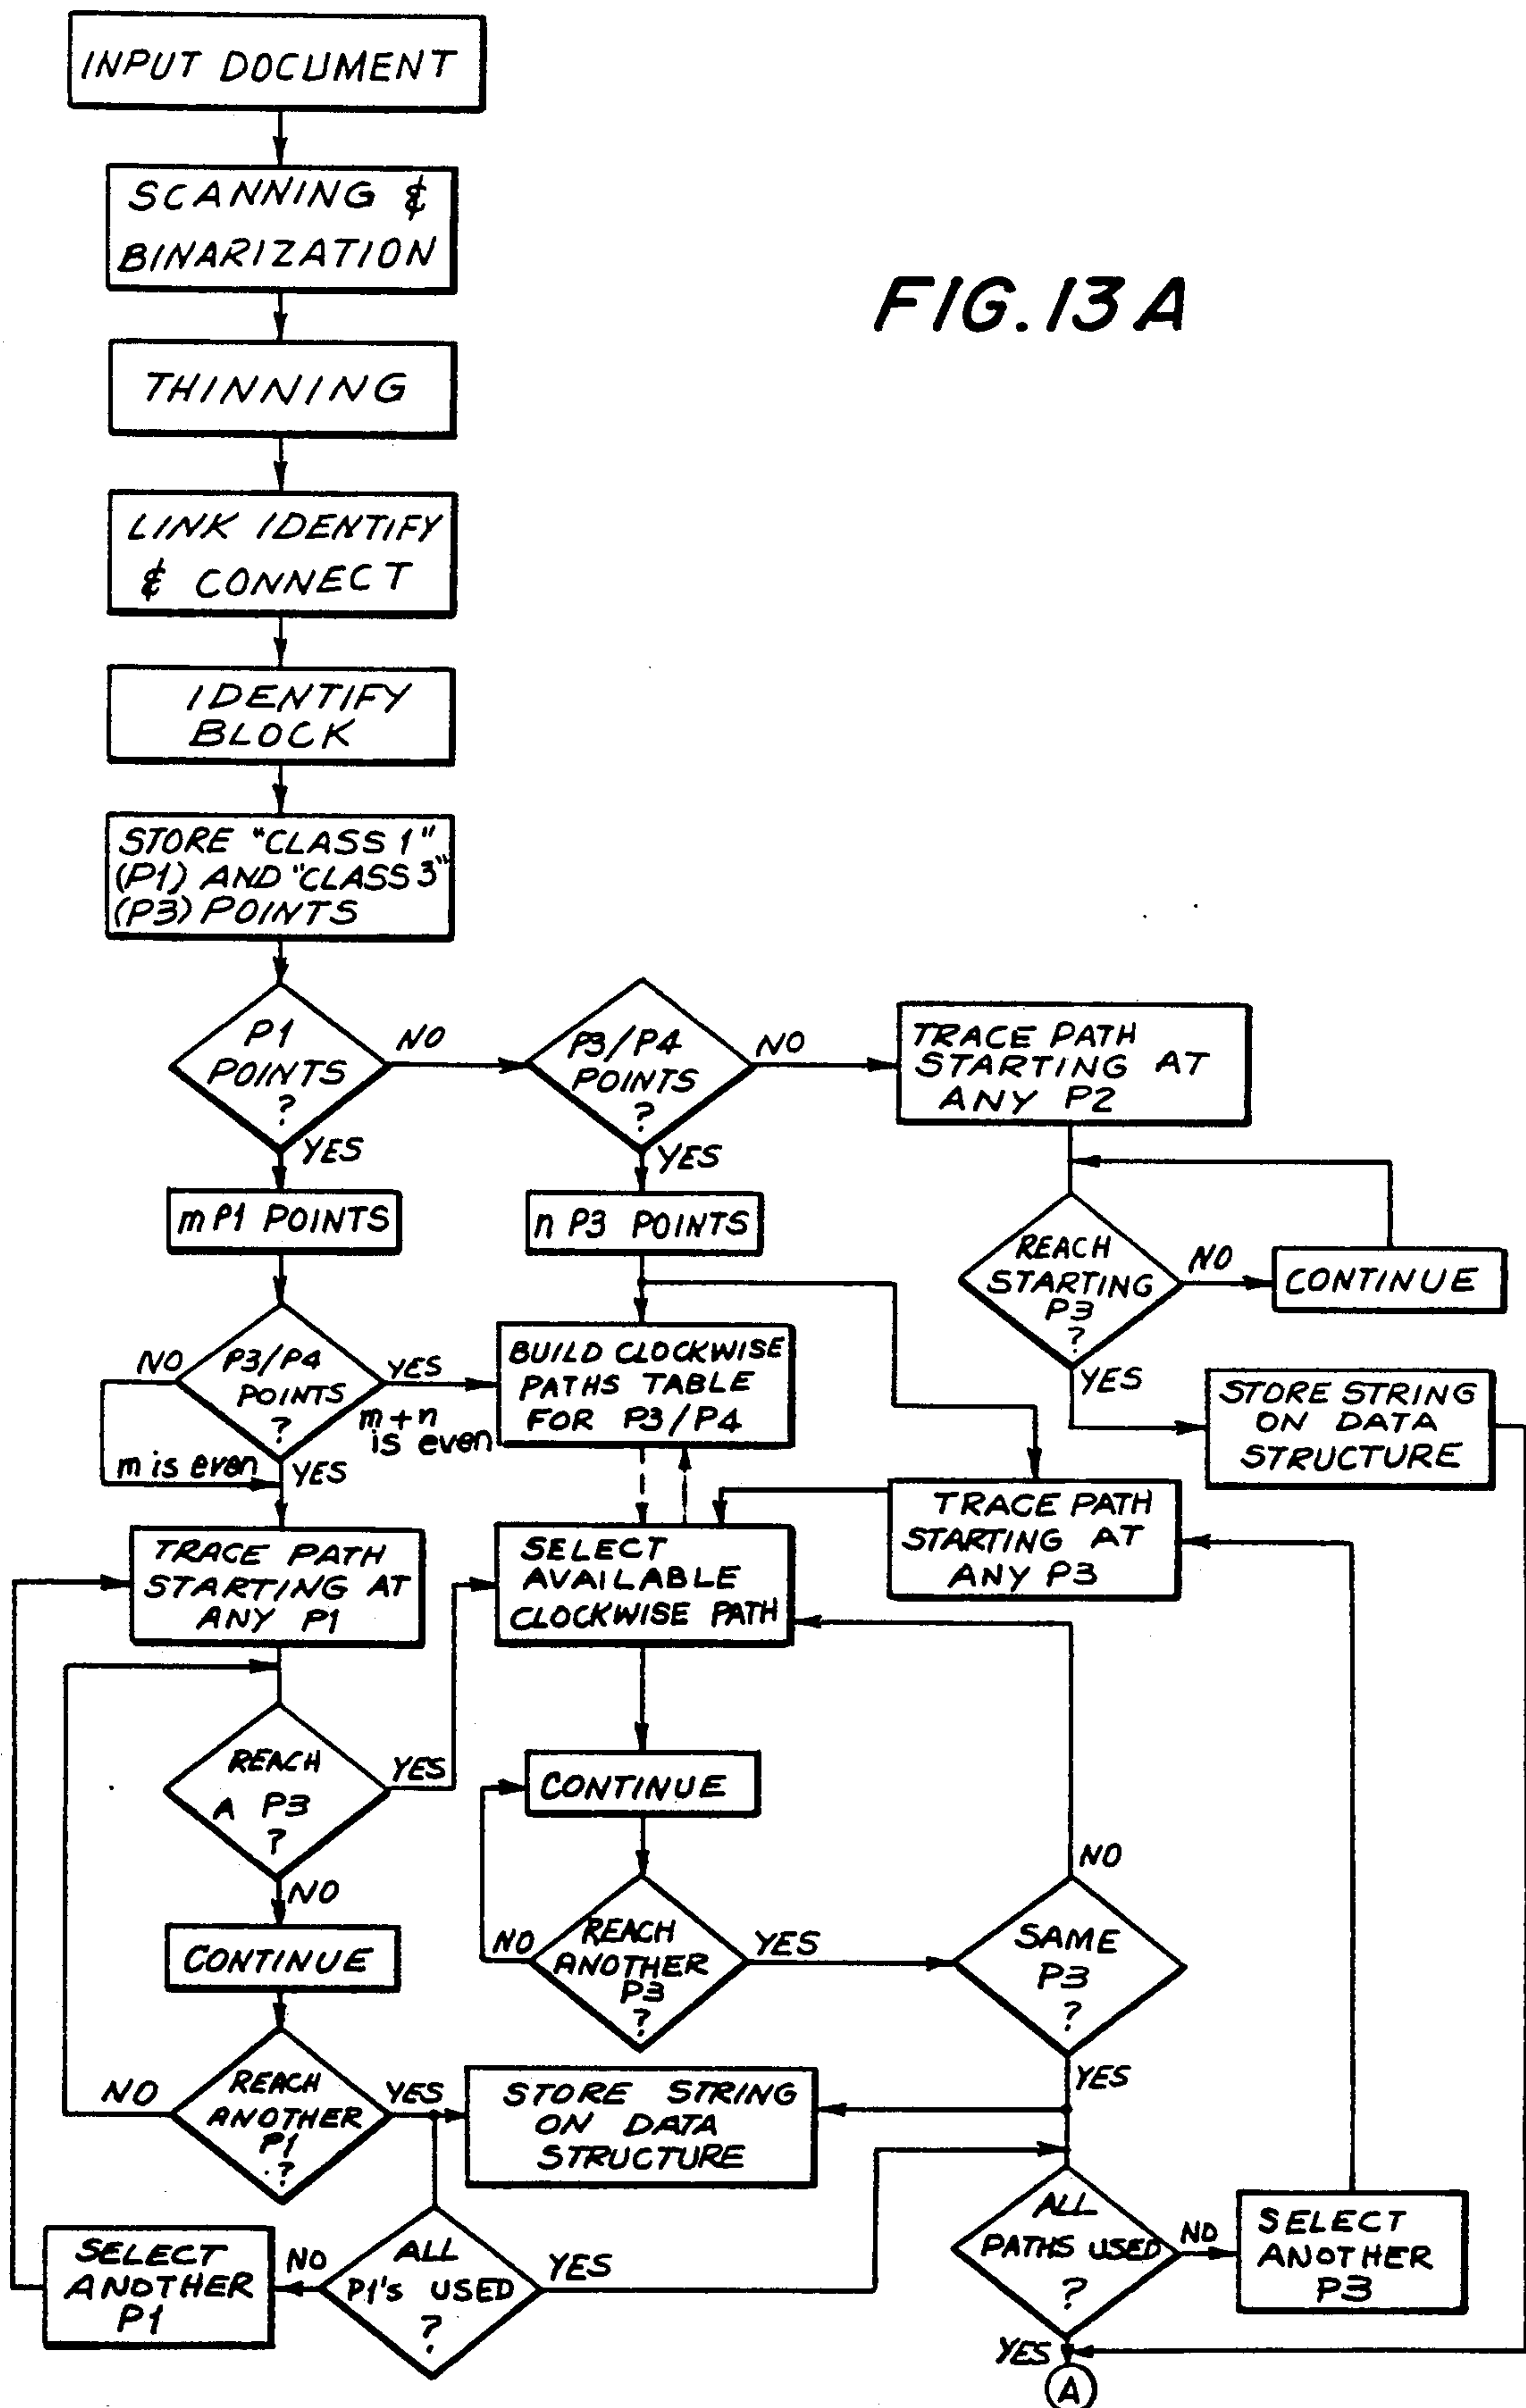 INPUT DOCUMENT
SCANNING &
BINARIZATION
FIG. 13A
THINNING
LINK IDENTIFY
& CONNECT
IDENTIFY
BLOCK
STORE "CLASS 1"
(P1) AND "CLASS 3"
(P3) POINTS
P1
POINTS
?
NO
YES
P3/P4
POINTS
?
NO
YES
TRACE PATH
STARTING AT
ANY P2
m P1 POINTS
n P3 POINTS
REACH
STARTING
P3
?
NO
YES
CONTINUE
P3/P4
POINTS
?
NO
YES
m + n
is even
m is even
YES
BUILD CLOCKWISE
PATHS TABLE
FOR P3/P4
STORE STRING
ON DATA
STRUCTURE
TRACE PATH
STARTING AT
ANY P1
SELECT
AVAILABLE
CLOCKWISE PATH
TRACE PATH
STARTING AT
ANY P3
REACH
A P3
?
YES
NO
CONTINUE
CONTINUE
REACH
ANOTHER
P3
?
NO
YES
SAME
P3
?
NO
YES
REACH
ANOTHER
P1
?
NO
YES
STORE STRING
ON DATA
STRUCTURE
SELECT
ANOTHER
P1
NO
ALL
P1's USED
?
YES
ALL
PATHS USED
?
NO
YES
SELECT
ANOTHER
P3
A